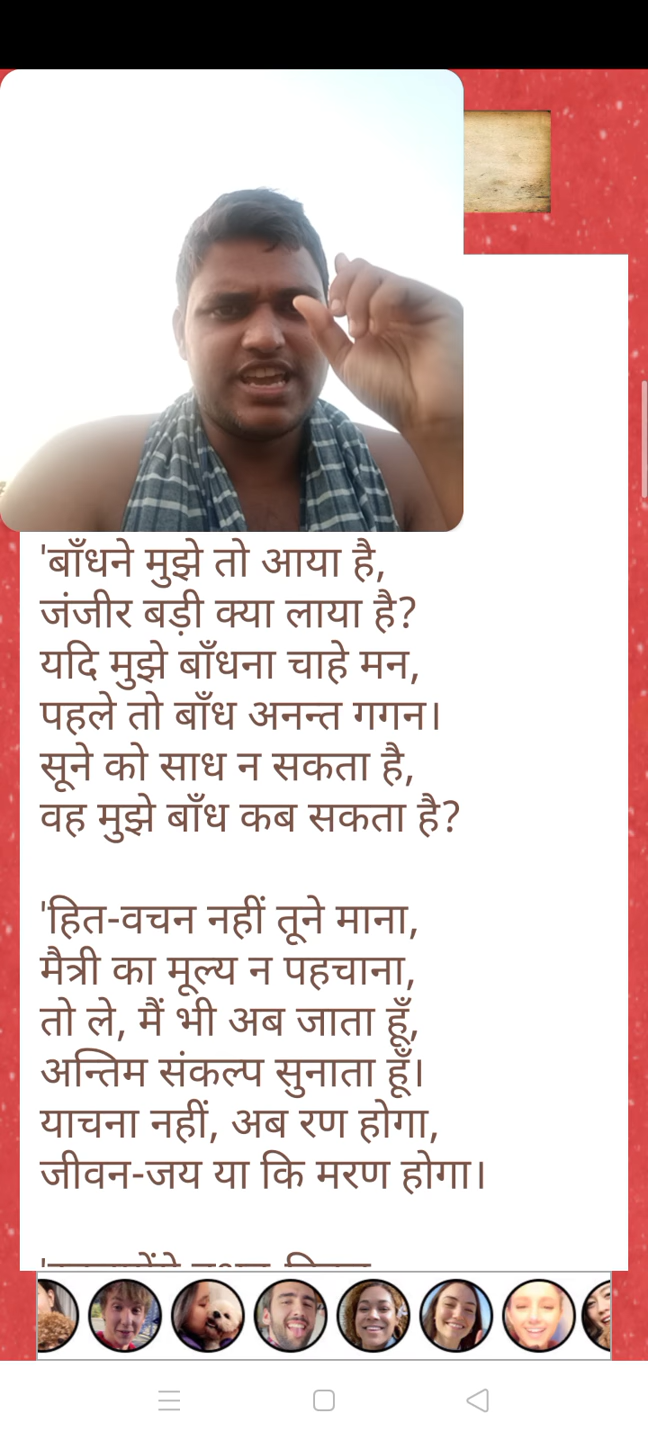 'बाँधने मुझे तो आया है,
जंजीर बड़ी क्या लाया है?
यदि मुझे बाँधना चाहे मन,
पहले तो बाँध अनन्त गगन।
सूने को साध न सकता है,
वह मुझे बाँध कब सकता है?
'हित-वचन नहीं तूने माना,
मैत्री का मूल्य न पहचाना,
तो ले, मैं भी अब जाता हूँ,
अन्तिम संकल्प सुनाता हूँ।
याचना नहीं, अब रण होगा,
जीवन-जय या कि मरण होगा।